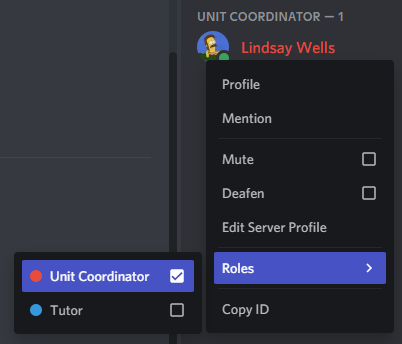 UNIT COORDINATOR — 1
Lindsay Wells
Profile
Mention
Mute
Deafen
Edit Server Profile
Roles
Unit Coordinator
Tutor
Copy ID